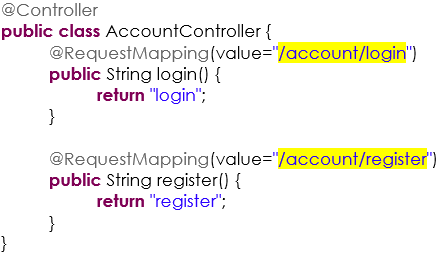 @Controller
public class AccountController {
@RequestMapping(value="/account/login")
public String login() {
return "login";
}
@RequestMapping(value="/account/register")
public String register() {
return "register";
}
}